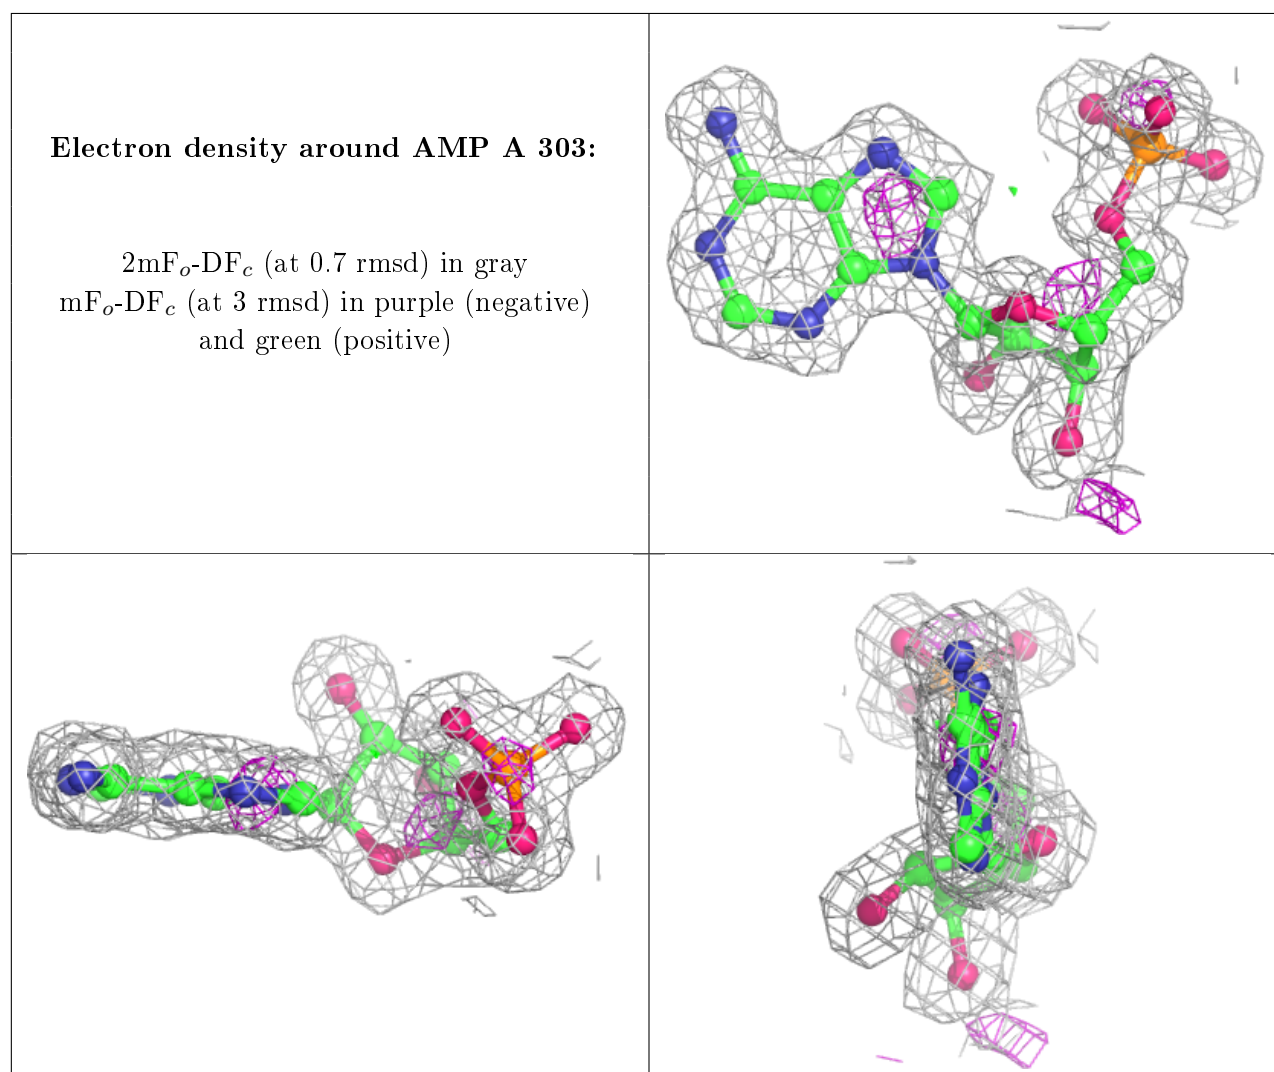 Electron density around AMP A 303:
2mFo-DFc (at 0.7 rmsd) in gray
mFo-DFc (at 3 rmsd) in purple (negative)
and green (positive)